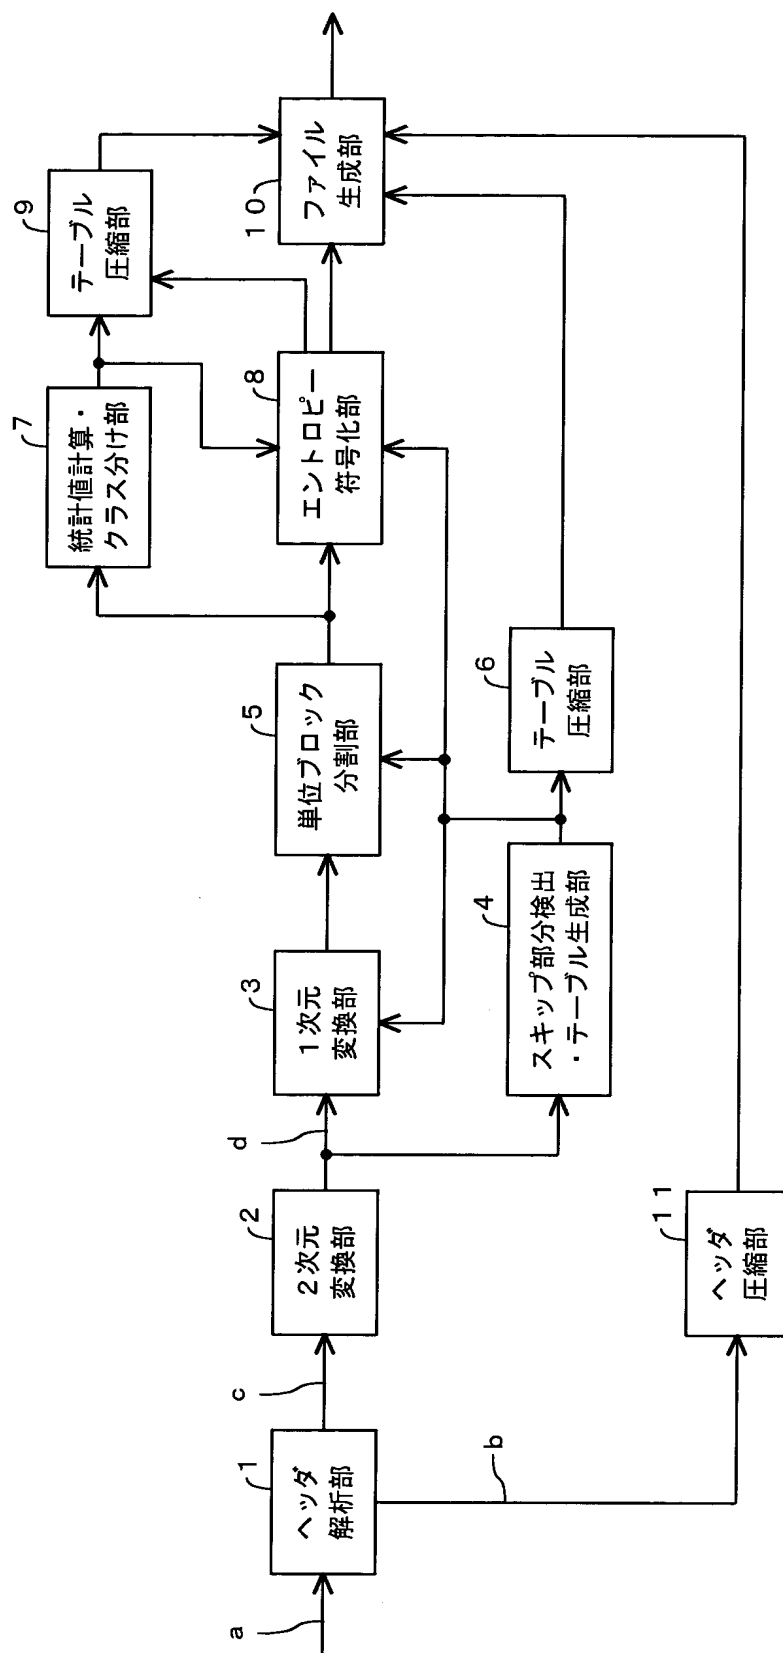 a
1
ヘッダ
解析部
b
c
2
2次元
変換部
d
3
1次元
変換部
4
スキップ部分検出
・テーブル生成部
5
単位ブロック
分割部
6
テーブル
圧縮部
7
統計値計算・
クラス分け部
8
エントロピー
符号化部
9
テーブル
圧縮部
10
ファイル
生成部
11
ヘッダ
圧縮部